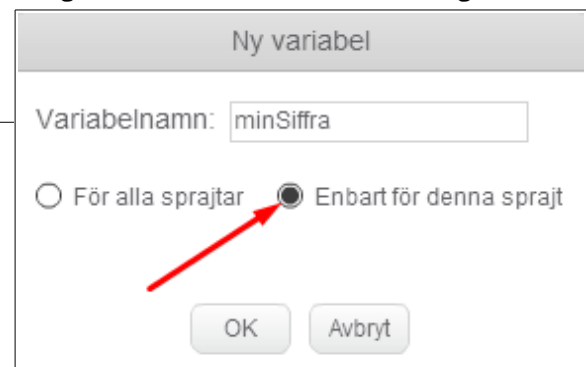 Ny variabel
Variabelnamn: minSiffra
För alla sprajtar Enbart för denna sprajt
OK Avbryt